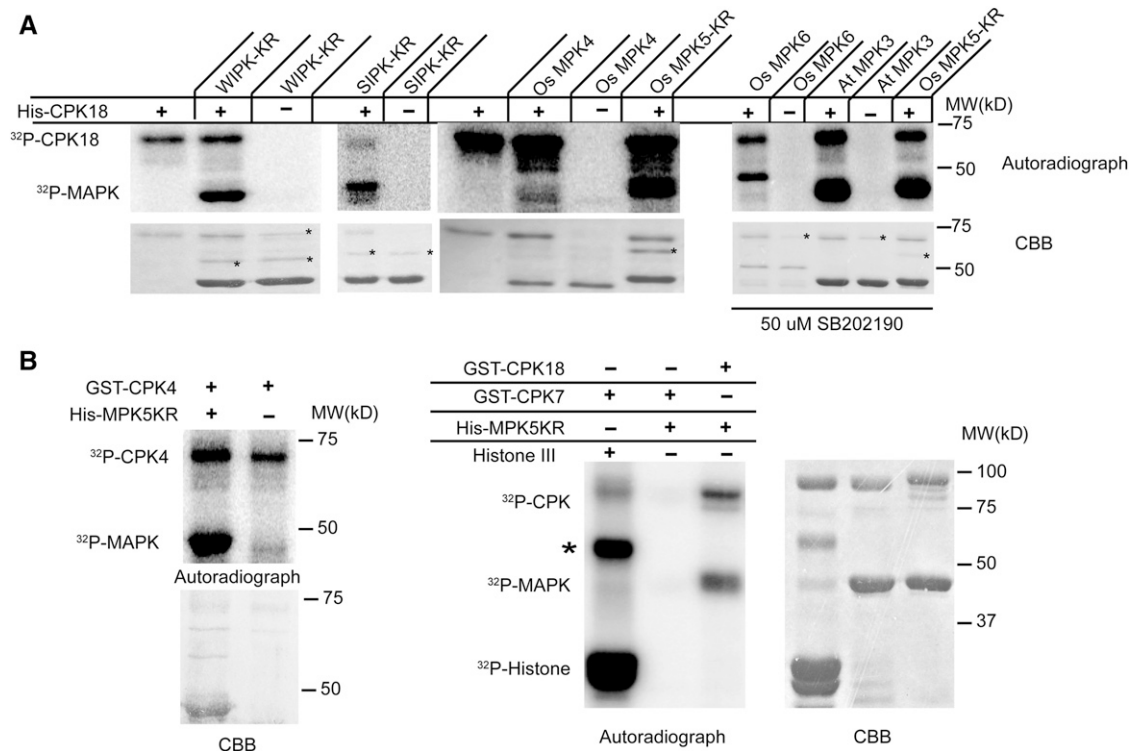 A
WIPK-KR WIPK-KR SIPK-KR SIPK-KR Os MPK4 Os MPK4 Os MPK5-KR Os MPK6 Os MPK6 At MPK3 At MPK3 Os MPK5-KR
His-CPK18 + + − + − + + − + + − + − + MW(kD)
32P-CPK18
75
50
Autoradiograph
32P-MAPK
75
* * * * * * * * *
CBB
50
50 uM SB202190
B
GST-CPK4 + +
His-MPK5KR + − MW(kD)
75
32P-CPK4
50
32P-MAPK
Autoradiograph
75
50
CBB
GST-CPK18 − − +
GST-CPK7 + + −
His-MPK5KR − + +
Histone III + − −
MW(kD)
32P-CPK
100
75
*
32P-MAPK
50
37
32P-Histone
Autoradiograph
CBB